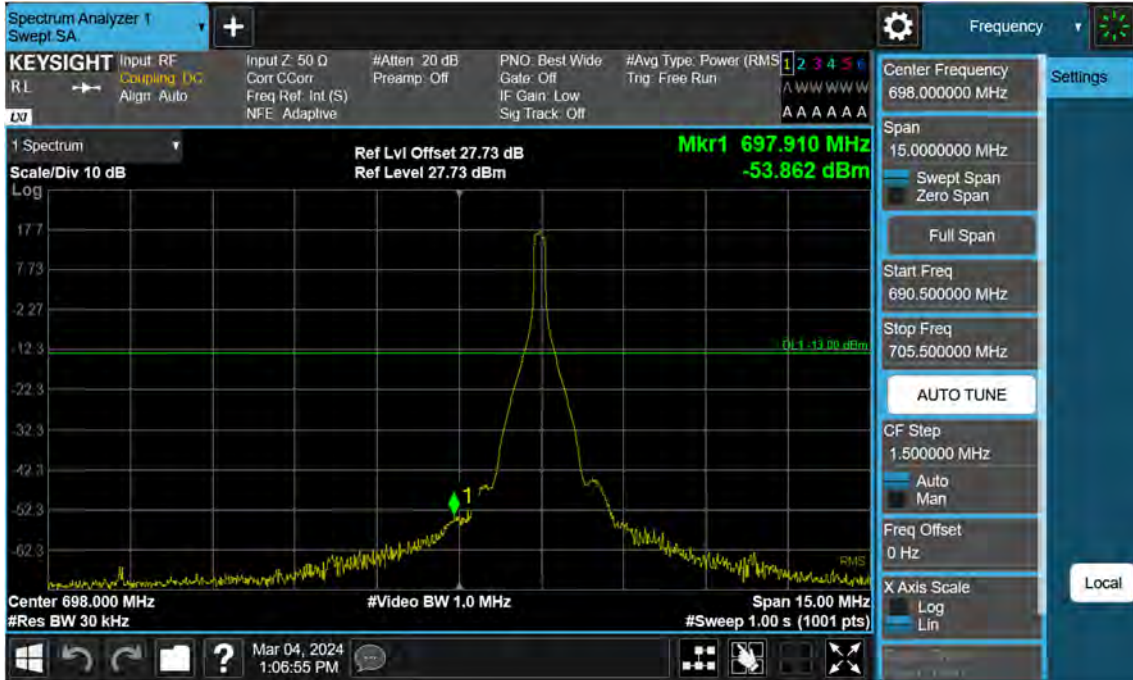 Spectrum Analyzer 1
Swept SA
Frequency
KEYSIGHT
RL
LXI
Input: RF
Coupling: DC
Align: Auto
Input Z: 50 Ω
Corr CCorr
Freq Ref: Int (S)
NFE: Adaptive
#Atten: 20 dB
Preamp: Off
PNO: Best Wide
Gate: Off
IF Gain: Low
Sig Track: Off
#Avg Type: Power (RMS
Trig: Free Run
1 2 3 4 5 6
A W W W W W
A A A A A A
1 Spectrum
Scale/Div 10 dB
Log
Ref Lvl Offset 27.73 dB
Ref Level 27.73 dBm
Mkr1 697.910 MHz
-53.862 dBm
17.7
7.73
-2.27
-12.3
-22.3
-32.3
-42.3
-52.3
-62.3
DL1 -13.00 dBm
1
RMS
Center 698.000 MHz
#Res BW 30 kHz
#Video BW 1.0 MHz
Span 15.00 MHz
#Sweep 1.00 s (1001 pts)
Center Frequency
698.000000 MHz
Settings
Span
15.0000000 MHz
Swept Span
Zero Span
Full Span
Start Freq
690.500000 MHz
Stop Freq
705.500000 MHz
AUTO TUNE
CF Step
1.500000 MHz
Auto
Man
Freq Offset
0 Hz
X Axis Scale
Log
Lin
Local
?
Mar 04, 2024
1:06:55 PM